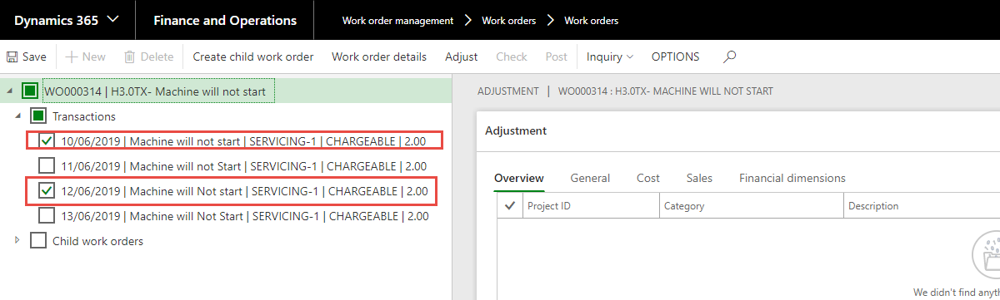 Dynamics 365 Finance and Operations Work order management Work orders Work orders
Save New Delete Create child work order Work order details Adjust Check Post Inquiry OPTIONS
WO000314 | H3.0TX- Machine will not start
Transactions
10/06/2019 | Machine will not start | SERVICING-1 | CHARGEABLE | 2.00
11/06/2019 | Machine will not Start | SERVICING-1 | CHARGEABLE | 2.00
12/06/2019 | Machine will Not start | SERVICING-1 | CHARGEABLE | 2.00
13/06/2019 | Machine will Not Start | SERVICING-1 | CHARGEABLE | 2.00
Child work orders
ADJUSTMENT | WO000314 : H3.0TX- MACHINE WILL NOT START
Adjustment
Overview General Cost Sales Financial dimensions
Project ID Category Description
We didn't find anyth